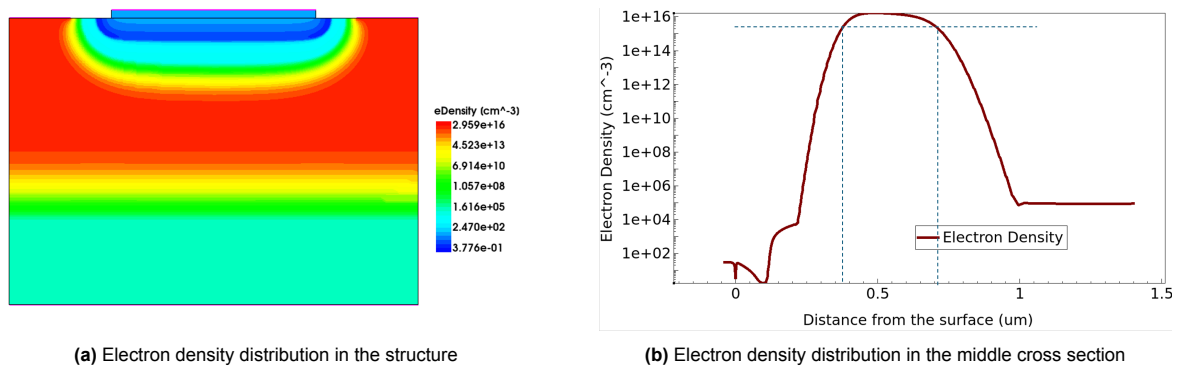 eDensity (cm^-3)
2.959e+16
4.523e+13
6.914e+10
1.057e+08
1.616e+05
2.470e+02
3.776e-01
(a) Electron density distribution in the structure
Electron Density (cm^-3)
1e+16
1e+14
1e+12
1e+10
1e+08
1e+06
1e+04
1e+02
Electron Density
0
0.5
1
1.5
Distance from the surface (um)
(b) Electron density distribution in the middle cross section